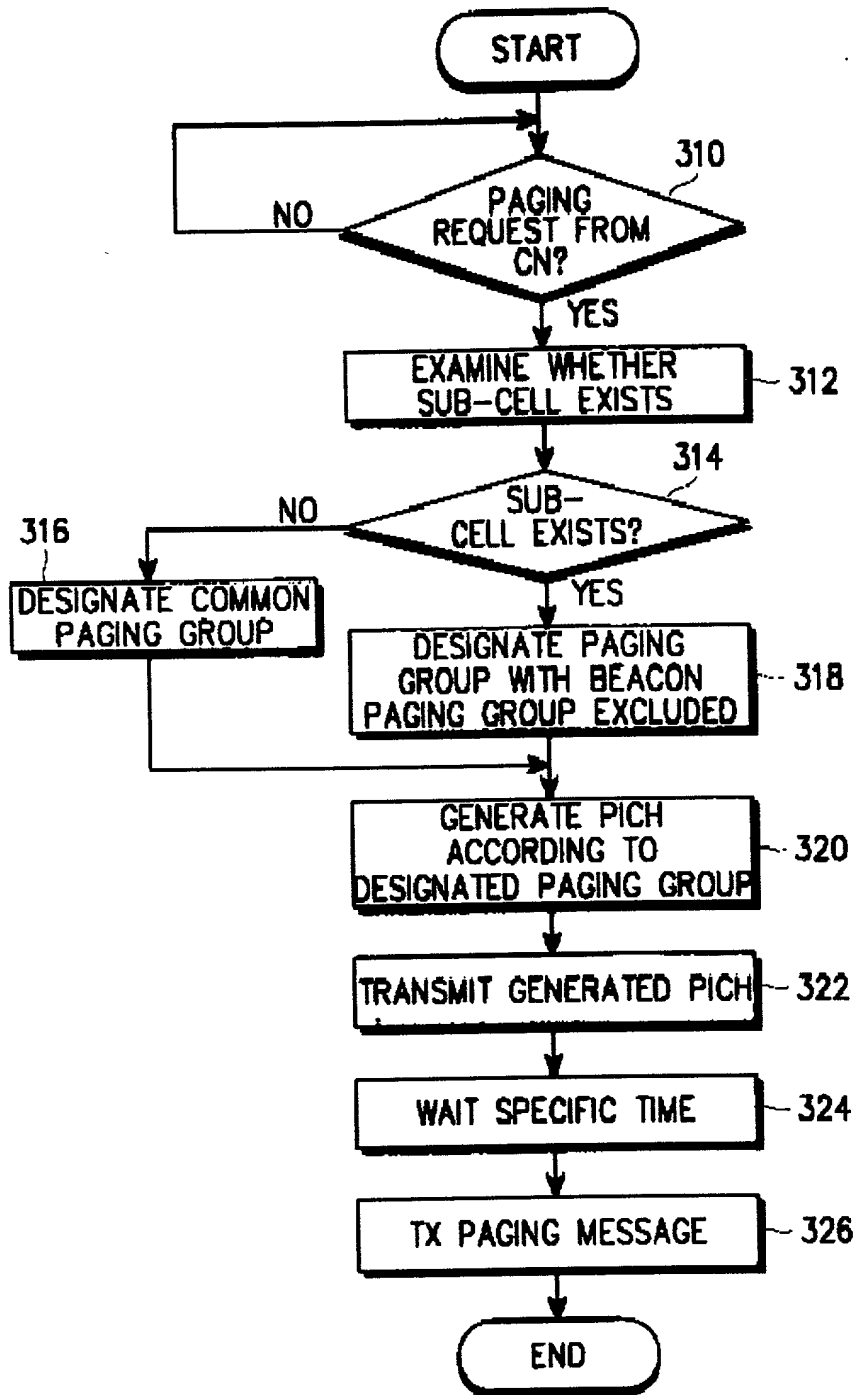 START
310
PAGING
REQUEST FROM
CN?
NO
YES
EXAMINE WHETHER
SUB-CELL EXISTS
312
314
SUB-
CELL EXISTS?
NO
YES
316
DESIGNATE COMMON
PAGING GROUP
DESIGNATE PAGING
GROUP WITH BEACON
PAGING GROUP EXCLUDED
318
GENERATE PICH
ACCORDING TO
DESIGNATED PAGING GROUP
320
TRANSMIT GENERATED PICH
322
WAIT SPECIFIC TIME
324
TX PAGING MESSAGE
326
END